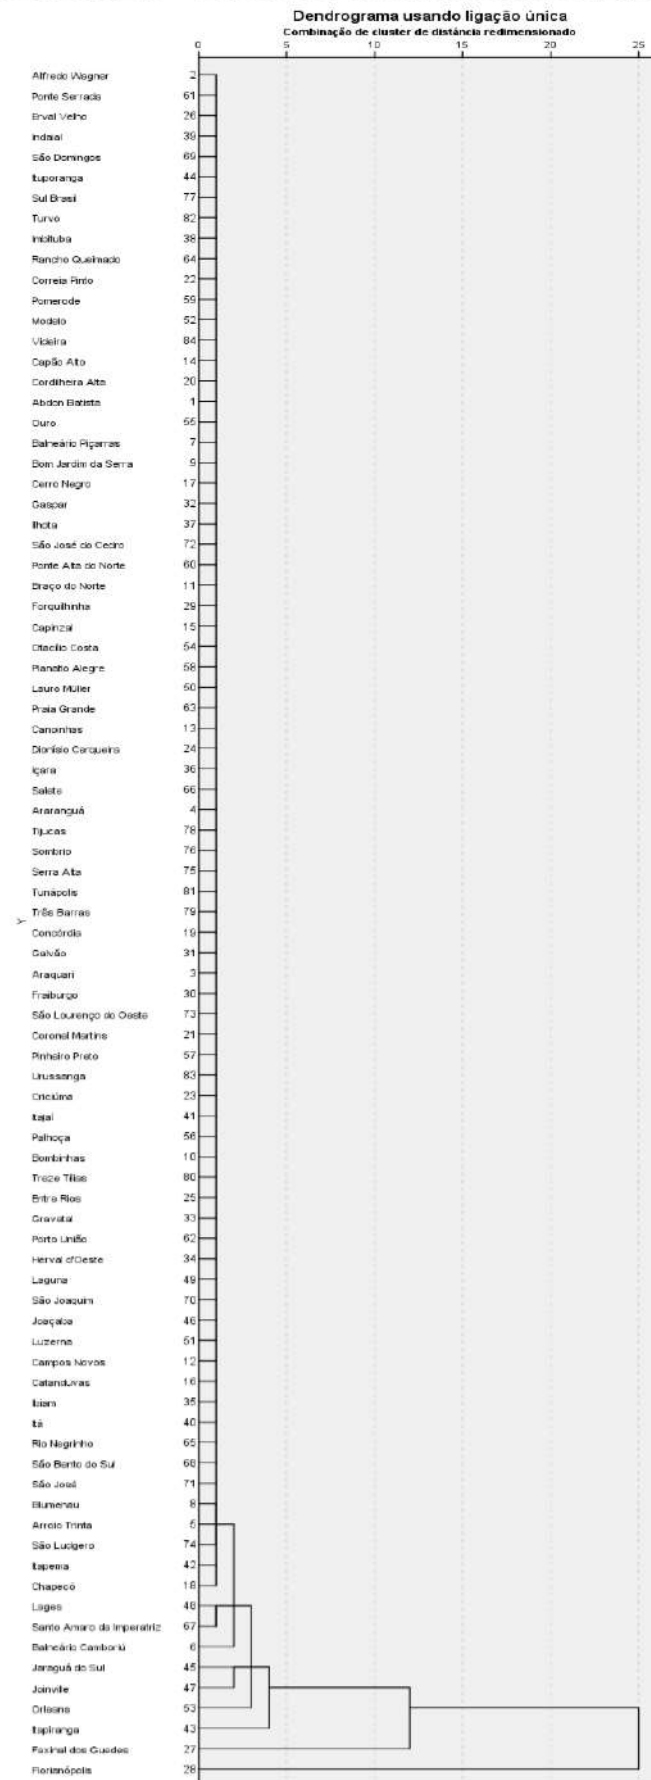 Dendrograma usando ligação única
Combinação de cluster de distância redimensionado
0 5 10 15 20 25
Alfredo Wagner 2
Ponte Serrada 61
Erval Velho 26
Indaial 39
São Domingos 69
Ituporanga 44
Sul Brasil 77
Turvo 82
Imbituba 38
Rancho Queimado 64
Correia Pinto 22
Pomerode 59
Modelo 52
Videira 84
Capão Alto 14
Cordilheira Alta 20
Abdon Batista 1
Ouro 55
Balneário Piçarras 7
Bom Jardim da Serra 9
Cerro Negro 17
Gaspar 32
Ilhota 37
São José do Cedro 72
Ponte Alta do Norte 60
Braço do Norte 11
Forquilhinha 29
Capinzal 15
Otacílio Costa 54
Planalto Alegre 58
Lauro Müller 50
Praia Grande 63
Canoinhas 13
Dionísio Cerqueira 24
Içara 36
Salete 66
Araranguá 4
Tijucas 78
Sombrio 76
Serra Alta 75
Tunápolis 81
Três Barras 79
Y
Concórdia 19
Galvão 31
Araquari 3
Fraiburgo 30
São Lourenço do Oeste 73
Coronel Martins 21
Pinheiro Preto 57
Urussanga 83
Criciúma 23
Itajaí 41
Palhoça 56
Bombinhas 10
Treze Tílias 80
Entre Rios 25
Gravatal 33
Porto União 62
Herval d'Oeste 34
Laguna 49
São Joaquim 70
Joaçaba 46
Luzerna 51
Campos Novos 12
Catanduvas 16
Ibiam 35
Itá 40
Rio Negrinho 65
São Bento do Sul 68
São José 71
Blumenau 8
Arroio Trinta 5
São Ludgero 74
Itapema 42
Chapecó 18
Lages 48
Santo Amaro da Imperatriz 67
Balneário Camboriú 6
Jaraguá do Sul 45
Joinville 47
Orleans 53
Itapiranga 43
Faxinal dos Guedes 27
Florianópolis 28